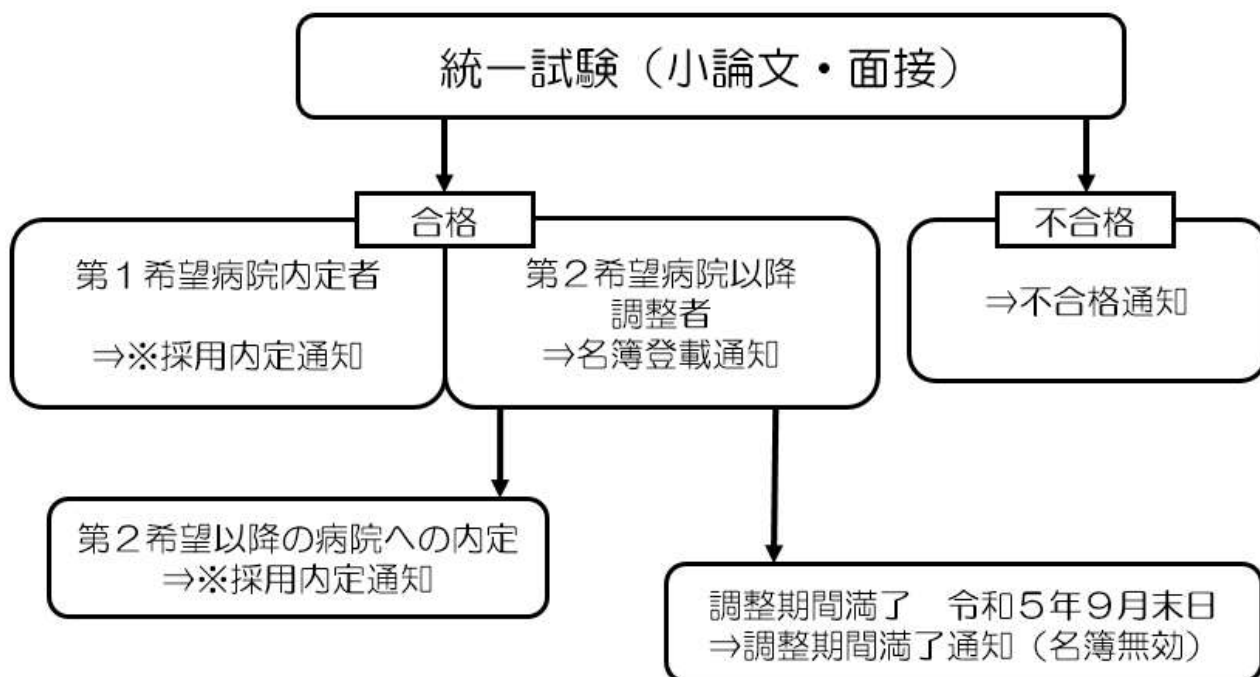 統一試験（小論文・面接）
合格
第１希望病院内定者
⇒※採用内定通知
第２希望病院以降
調整者
⇒名簿登載通知
不合格
⇒不合格通知
第２希望以降の病院への内定
⇒※採用内定通知
調整期間満了　令和５年９月末日
⇒調整期間満了通知（名簿無効）